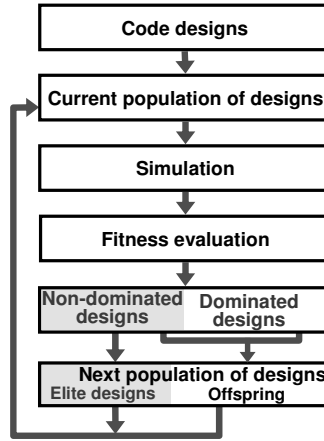 Code designs
Current population of designs
Simulation
Fitness evaluation
Non-dominated
designs
Dominated
designs
Next population of designs
Elite designs
Offspring